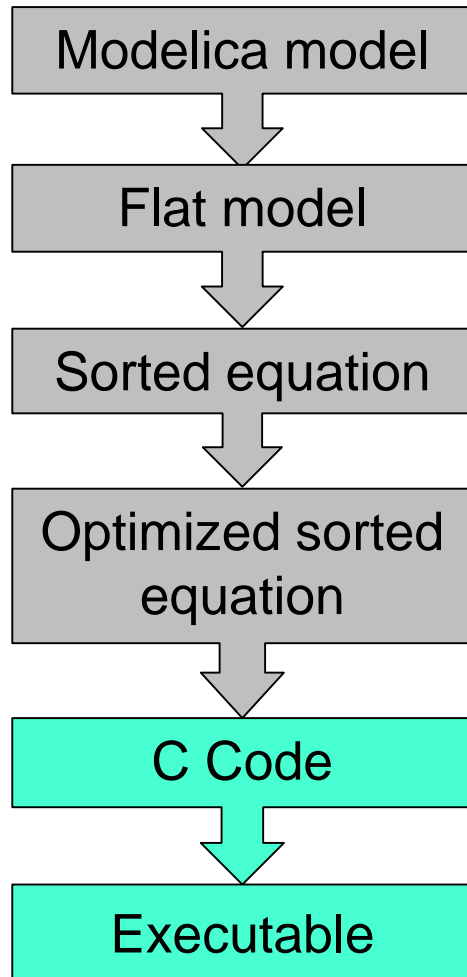 Modelica model
Flat model
Sorted equation
Optimized sorted
equation
C Code
Executable